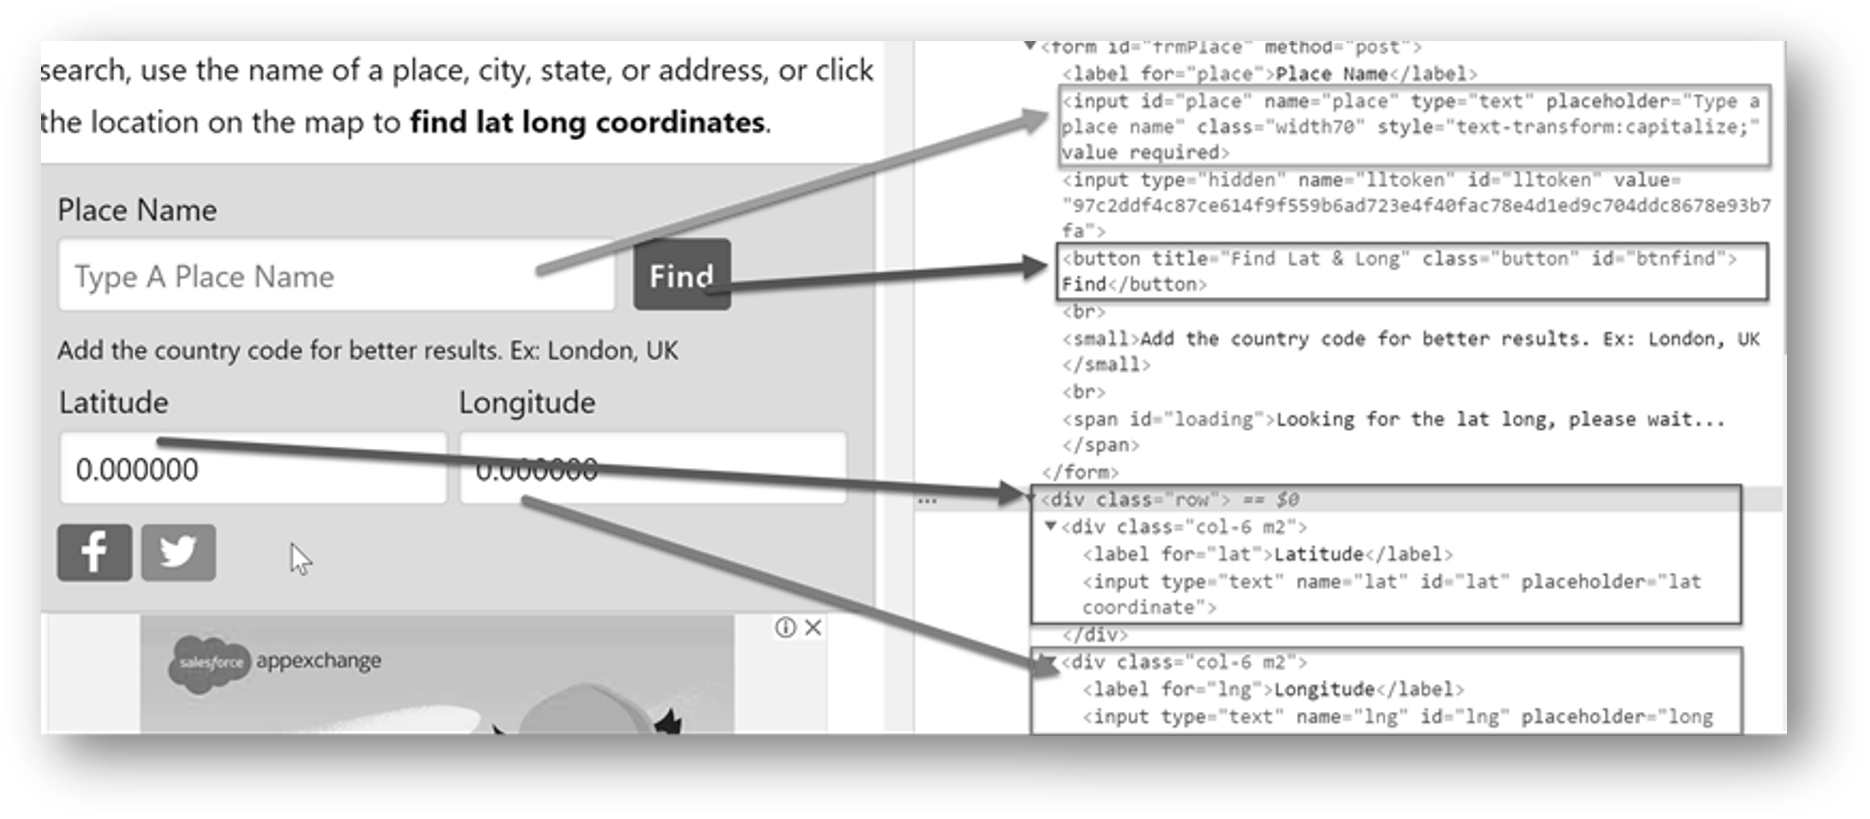 search, use the name of a place, city, state, or address, or click
the location on the map to find lat long coordinates.
Place Name
Type A Place Name
Find
Add the country code for better results. Ex: London, UK
Latitude
Longitude
0.000000
0.000000
f
salesforce appexchange
<form id="frmPlace" method="post">
<label for="place">Place Name</label>
<input id="place" name="place" type="text" placeholder="Type a
place name" class="width70" style="text-transform:capitalize;"
value required>
<input type="hidden" name="lltoken" id="lltoken" value=
"97c2ddf4c87ce614f9f559b6ad723e4f40fac78e4d1ed9c704ddc8678e93b7
fa">
<button title="Find Lat & Long" class="button" id="btnfind">
Find</button>
<br>
<small>Add the country code for better results. Ex: London, UK
</small>
<br>
<span id="loading">Looking for the lat long, please wait...
</span>
</form>
...
<div class="row"> == $0
<div class="col-6 m2">
<label for="lat">Latitude</label>
<input type="text" name="lat" id="lat" placeholder="lat
coordinate">
</div>
<div class="col-6 m2">
<label for="lng">Longitude</label>
<input type="text" name="lng" id="lng" placeholder="long